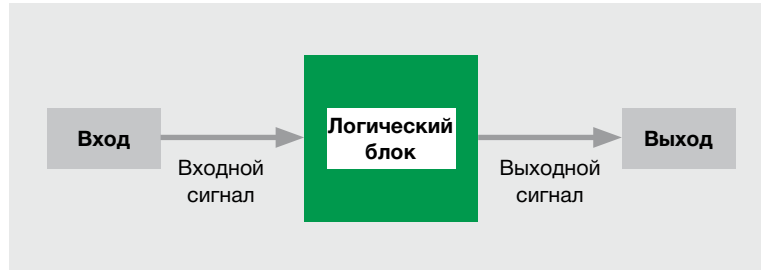 Вход
Входной
сигнал
Логический
блок
Выходной
сигнал
Выход